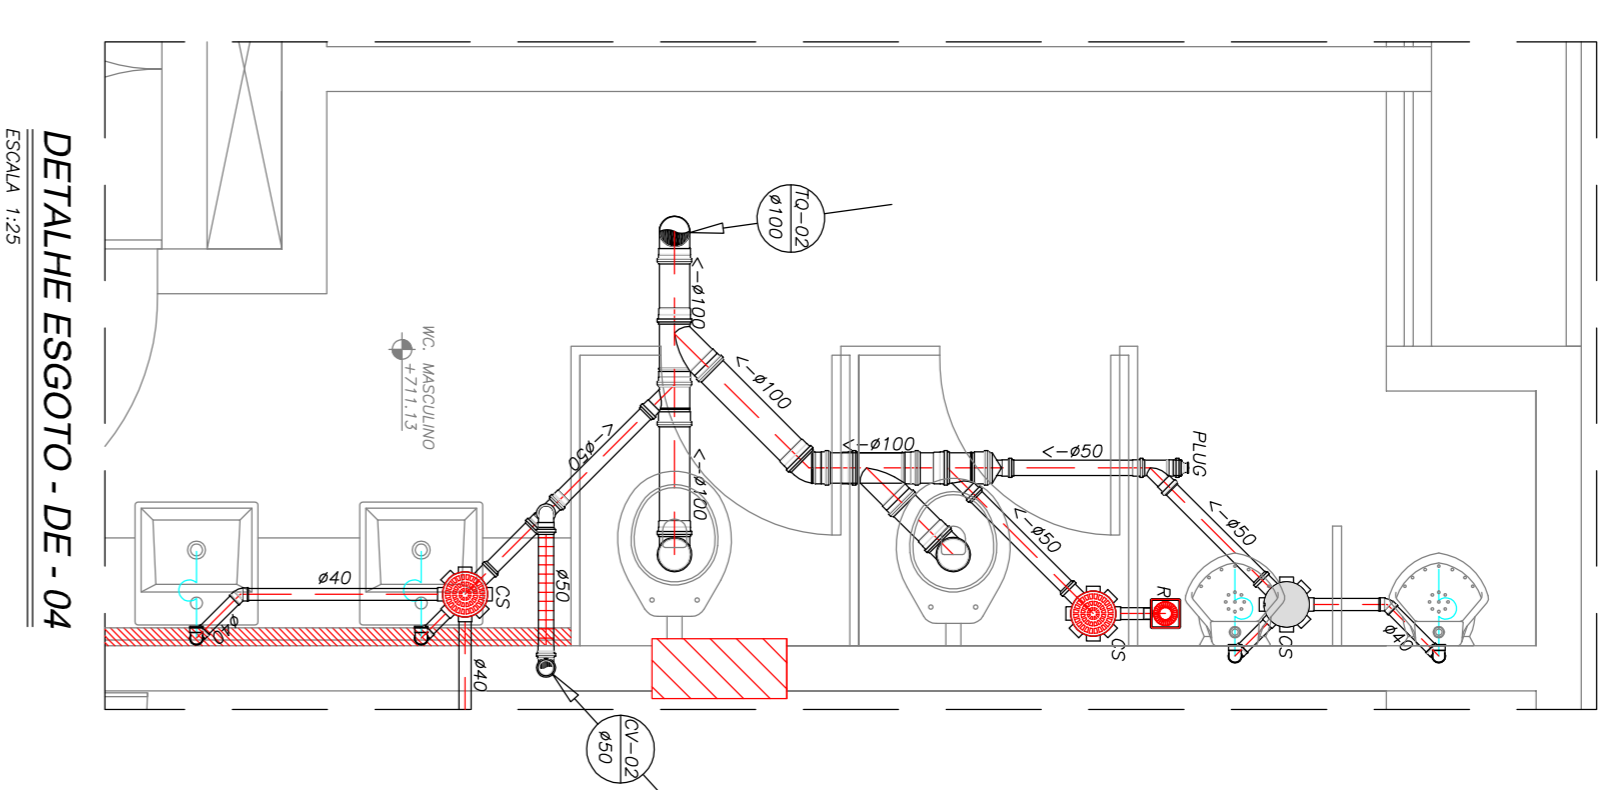 DETALHE ESGOTO - DE - 04
ESCALA 1:25
TQ-02
ø100
<-ø100
<-ø100
<-ø100
<-ø50
PLUG
WC. MASCULINO
+711.13
<-ø50
<-ø100
<-ø50
<-ø50
ø40
CS
ø50
R
ø40
CS
CS
ø40
ø40
CV-02
ø50